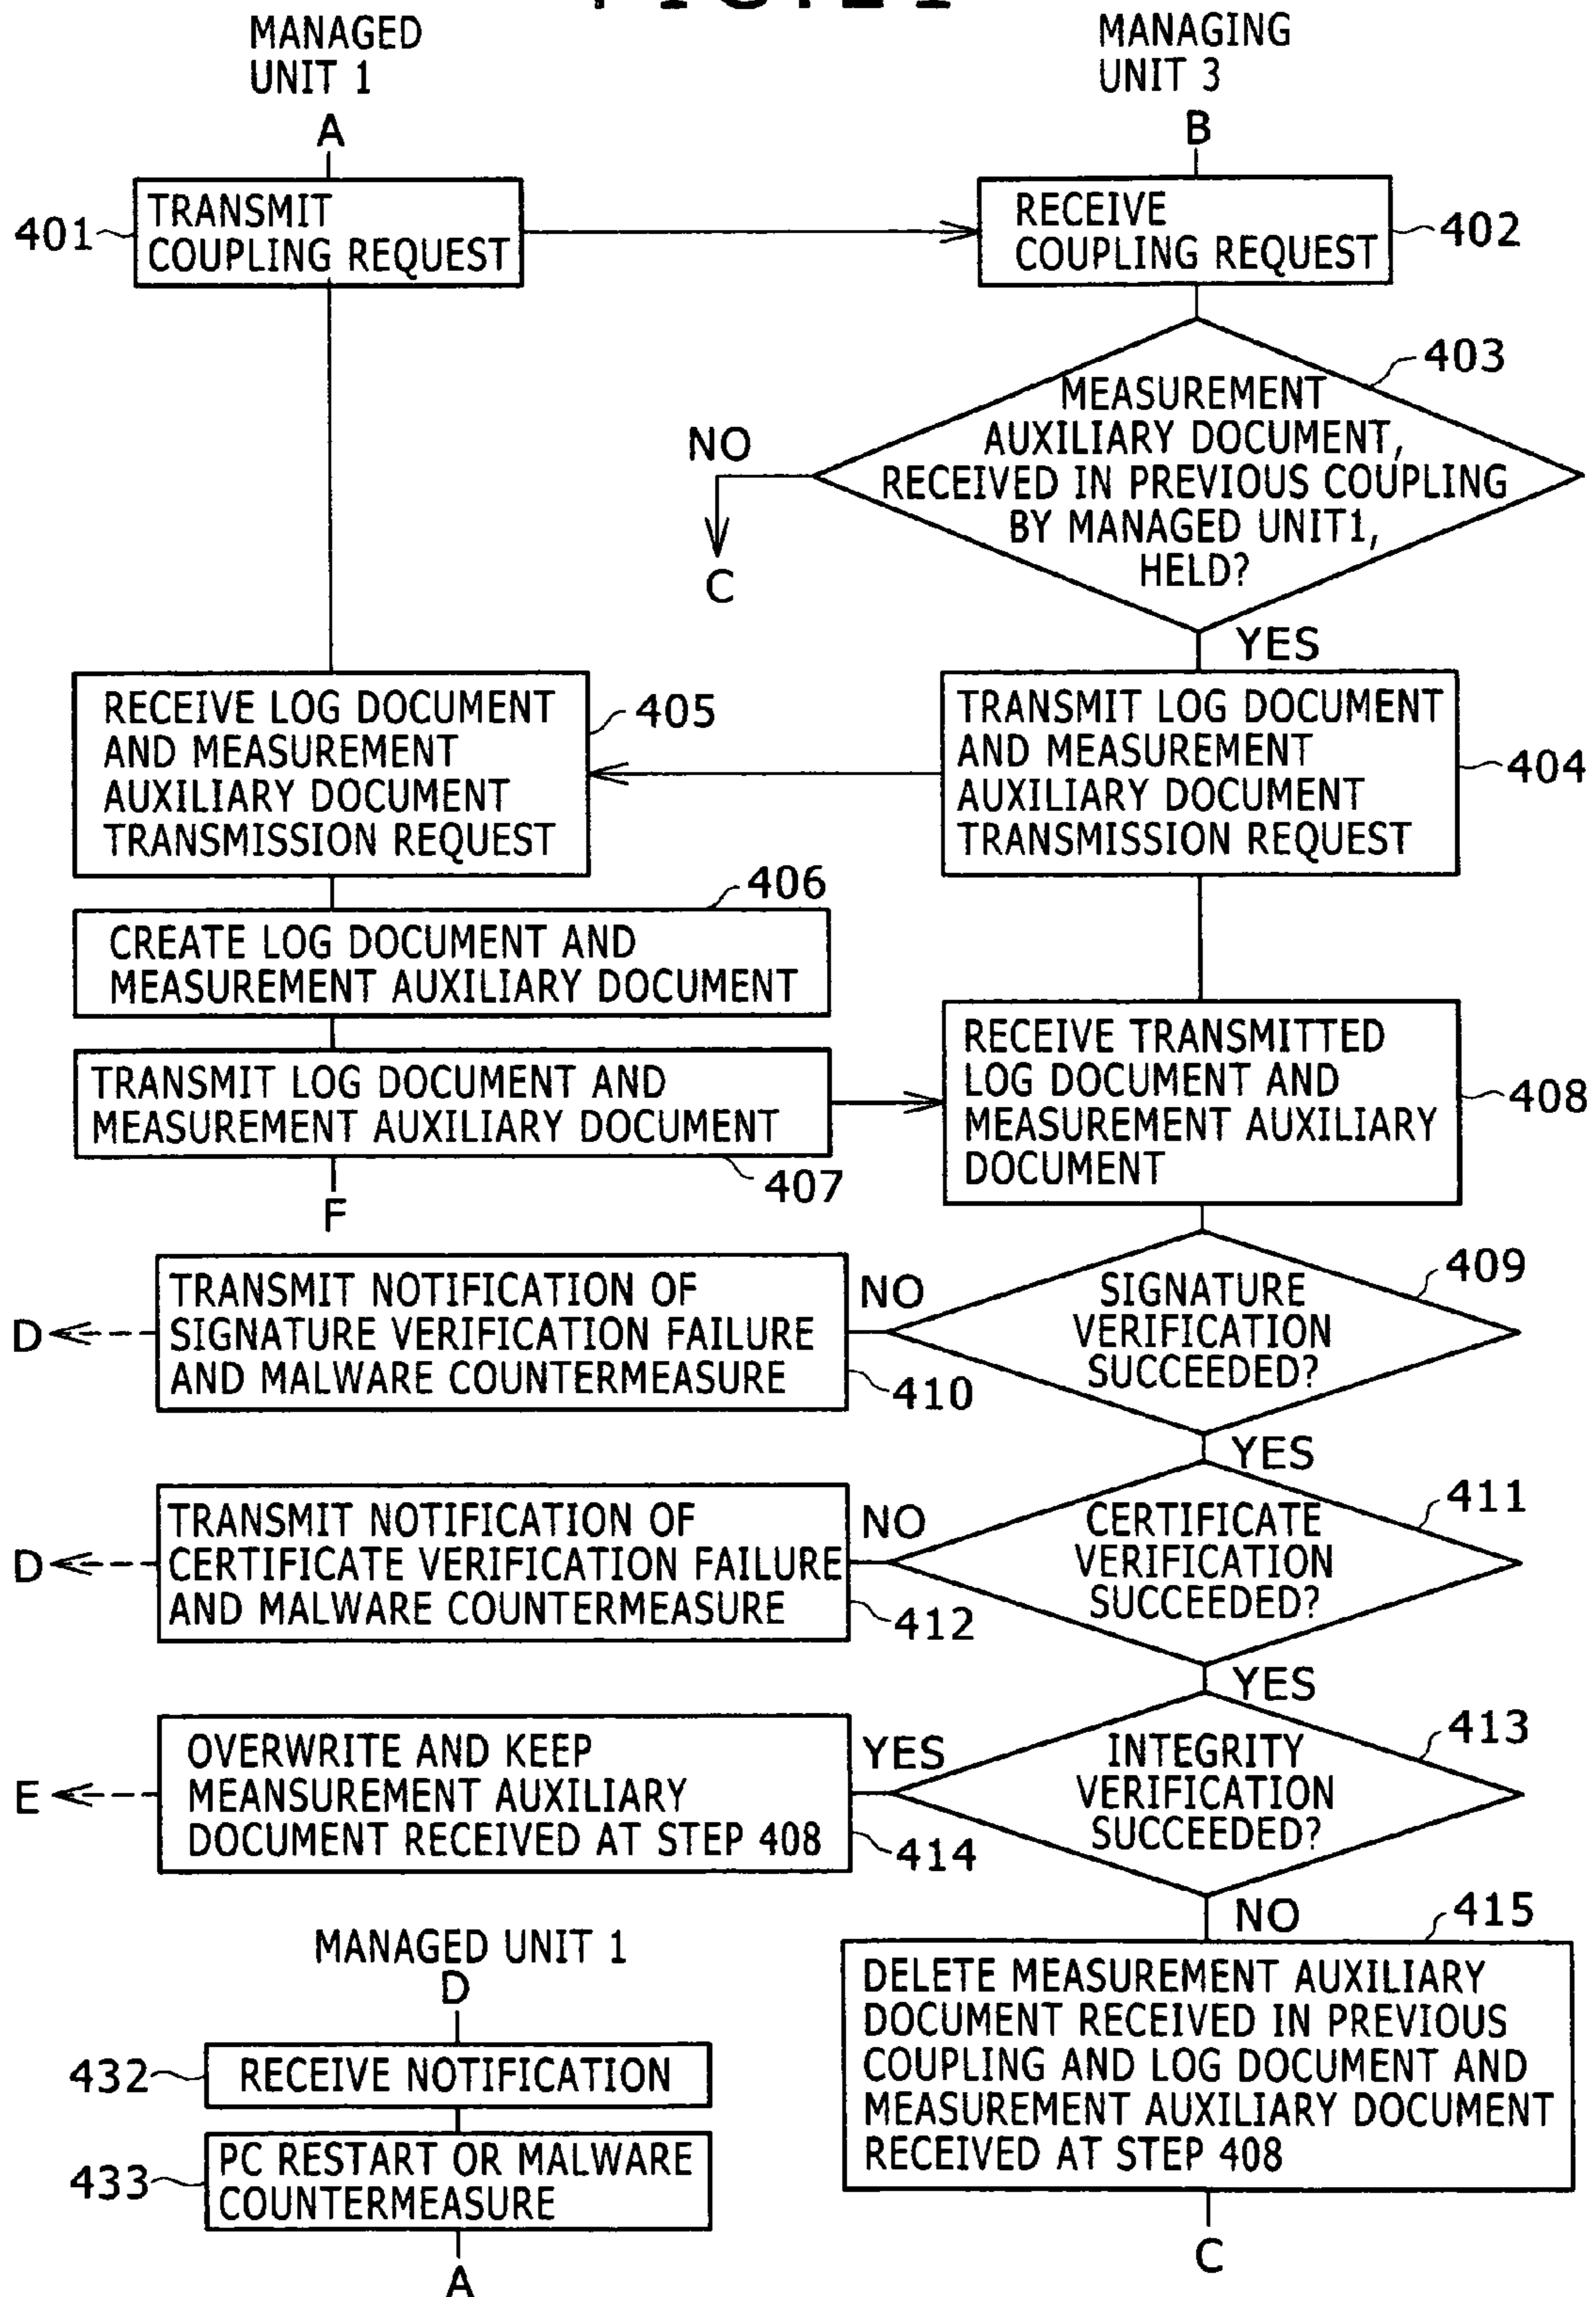 MANAGED
UNIT 1
A
MANAGING
UNIT 3
B
401
TRANSMIT
COUPLING REQUEST
RECEIVE
COUPLING REQUEST
402
403
MEASUREMENT
AUXILIARY DOCUMENT,
RECEIVED IN PREVIOUS COUPLING
BY MANAGED UNIT1,
HELD?
NO
C
YES
RECEIVE LOG DOCUMENT
AND MEASUREMENT
AUXILIARY DOCUMENT
TRANSMISSION REQUEST
405
TRANSMIT LOG DOCUMENT
AND MEASUREMENT
AUXILIARY DOCUMENT
TRANSMISSION REQUEST
404
406
CREATE LOG DOCUMENT AND
MEASUREMENT AUXILIARY DOCUMENT
TRANSMIT LOG DOCUMENT AND
MEASUREMENT AUXILIARY DOCUMENT
407
F
RECEIVE TRANSMITTED
LOG DOCUMENT AND
MEASUREMENT AUXILIARY
DOCUMENT
408
D
TRANSMIT NOTIFICATION OF
SIGNATURE VERIFICATION FAILURE
AND MALWARE COUNTERMEASURE
410
NO
SIGNATURE
VERIFICATION
SUCCEEDED?
409
YES
D
TRANSMIT NOTIFICATION OF
CERTIFICATE VERIFICATION FAILURE
AND MALWARE COUNTERMEASURE
412
NO
CERTIFICATE
VERIFICATION
SUCCEEDED?
411
YES
E
OVERWRITE AND KEEP
MEANSUREMENT AUXILIARY
DOCUMENT RECEIVED AT STEP 408
414
YES
INTEGRITY
VERIFICATION
SUCCEEDED?
413
NO
415
DELETE MEASUREMENT AUXILIARY
DOCUMENT RECEIVED IN PREVIOUS
COUPLING AND LOG DOCUMENT AND
MEASUREMENT AUXILIARY DOCUMENT
RECEIVED AT STEP 408
C
MANAGED UNIT 1
D
432
RECEIVE NOTIFICATION
433
PC RESTART OR MALWARE
COUNTERMEASURE
A